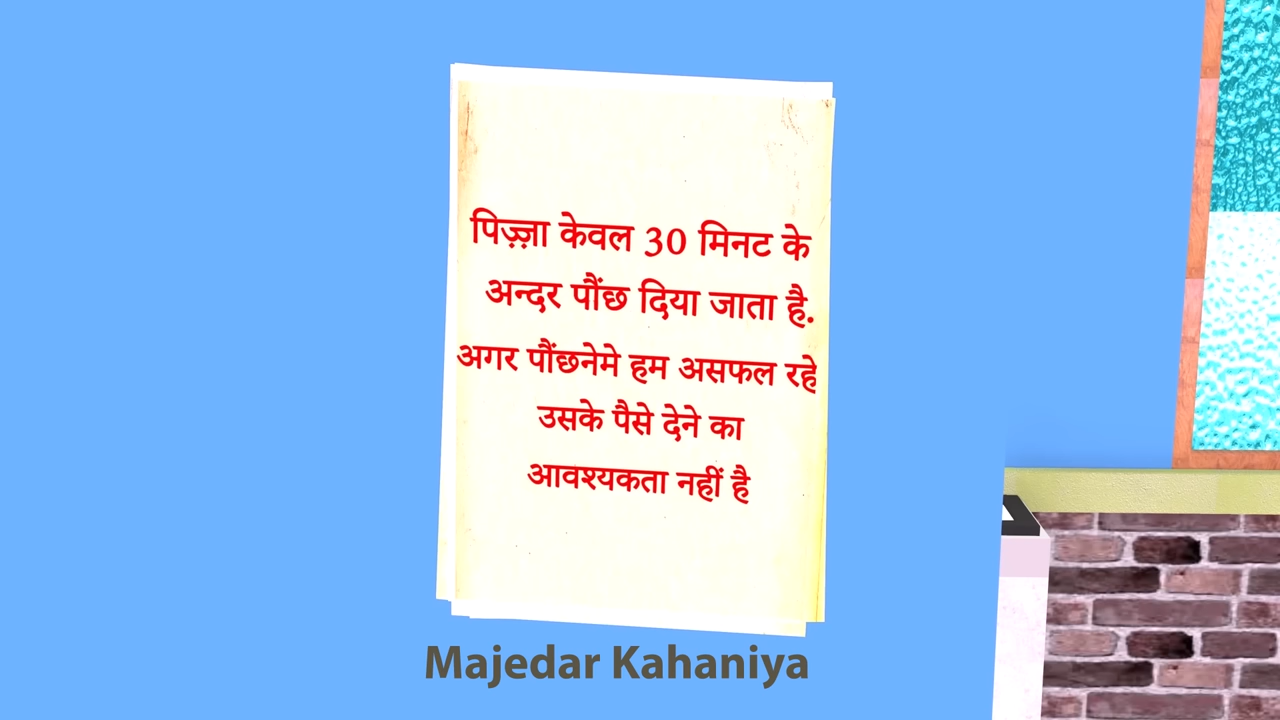 पिज़्ज़ा केवल 30 मिनट के
अन्दर पौंछ दिया जाता है.
अगर पौंछनेमे हम असफल रहे
उसके पैसे देने का
आवश्यकता नहीं है
Majedar Kahaniya